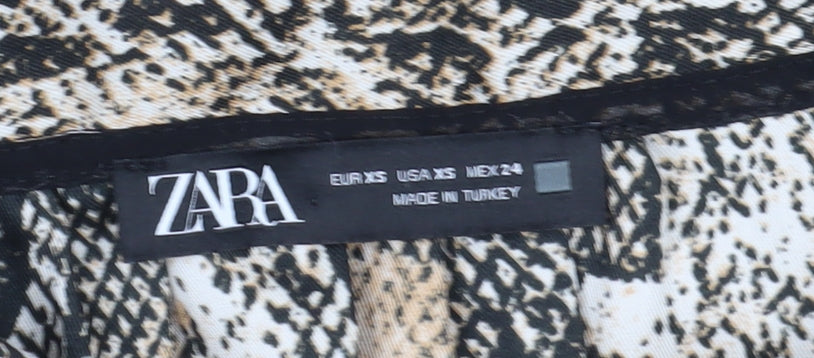 ZARA
EUR XS USA XS MEX 24
MADE IN TURKEY